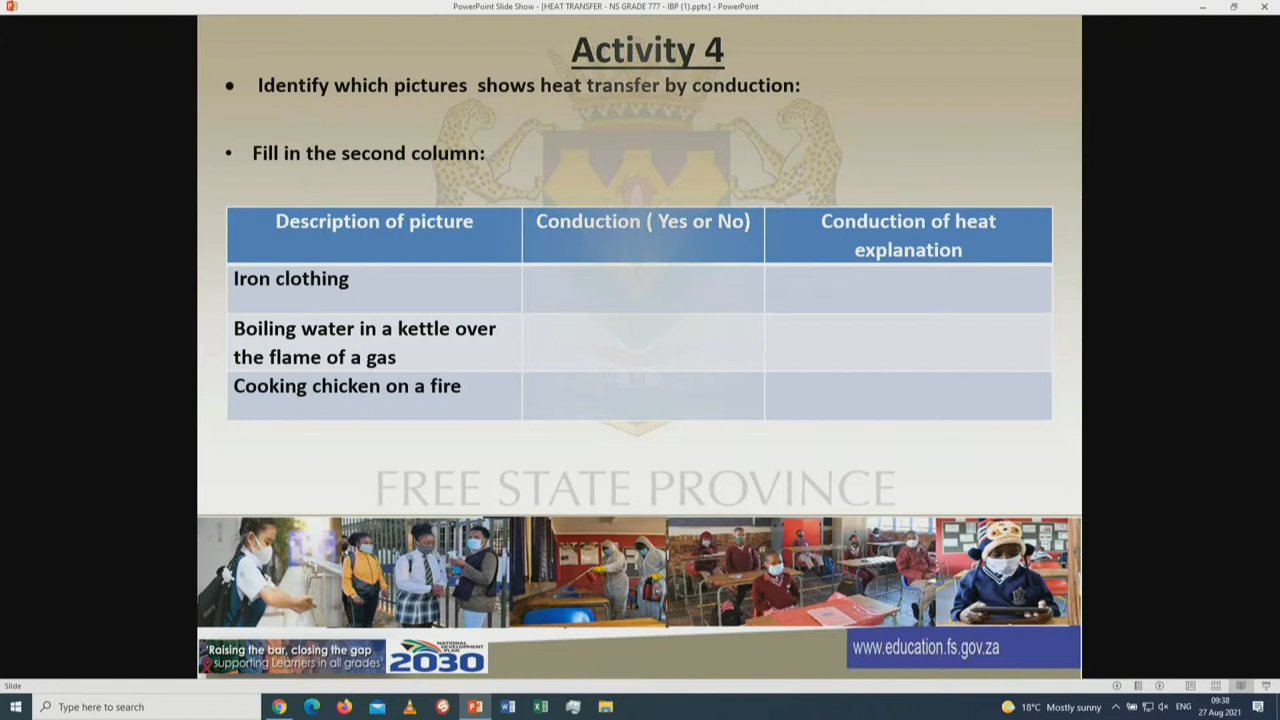 PowerPoint Slide Show - [HEAT TRANSFER - NS GRADE 777 - IBP (1).pptx] - PowerPoint
Activity 4
• Identify which pictures shows heat transfer by conduction:
• Fill in the second column:
Description of picture
Conduction ( Yes or No)
Conduction of heat
explanation
Iron clothing
Boiling water in a kettle over
the flame of a gas
Cooking chicken on a fire
FREE STATE PROVINCE
Raising the bar, closing the gap
supporting Learners in all grades'
NATIONAL
DEVELOPMENT
PLAN
2030
www.education.fs.gov.za
Slide
Type here to search
18°C Mostly sunny
ENG
09:38
27 Aug 2021